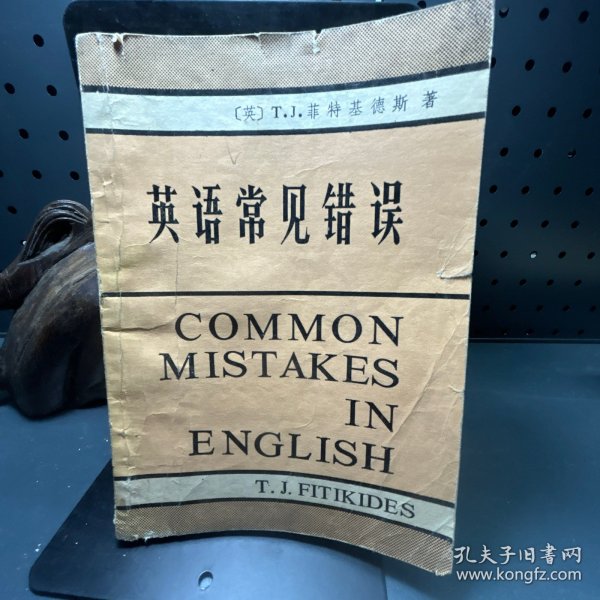 〔英〕T.J.菲特基德斯 著
英语常见错误
COMMON
MISTAKES
IN
ENGLISH
T. J. FITIKIDES
孔夫子旧书网
www.kongfz.com